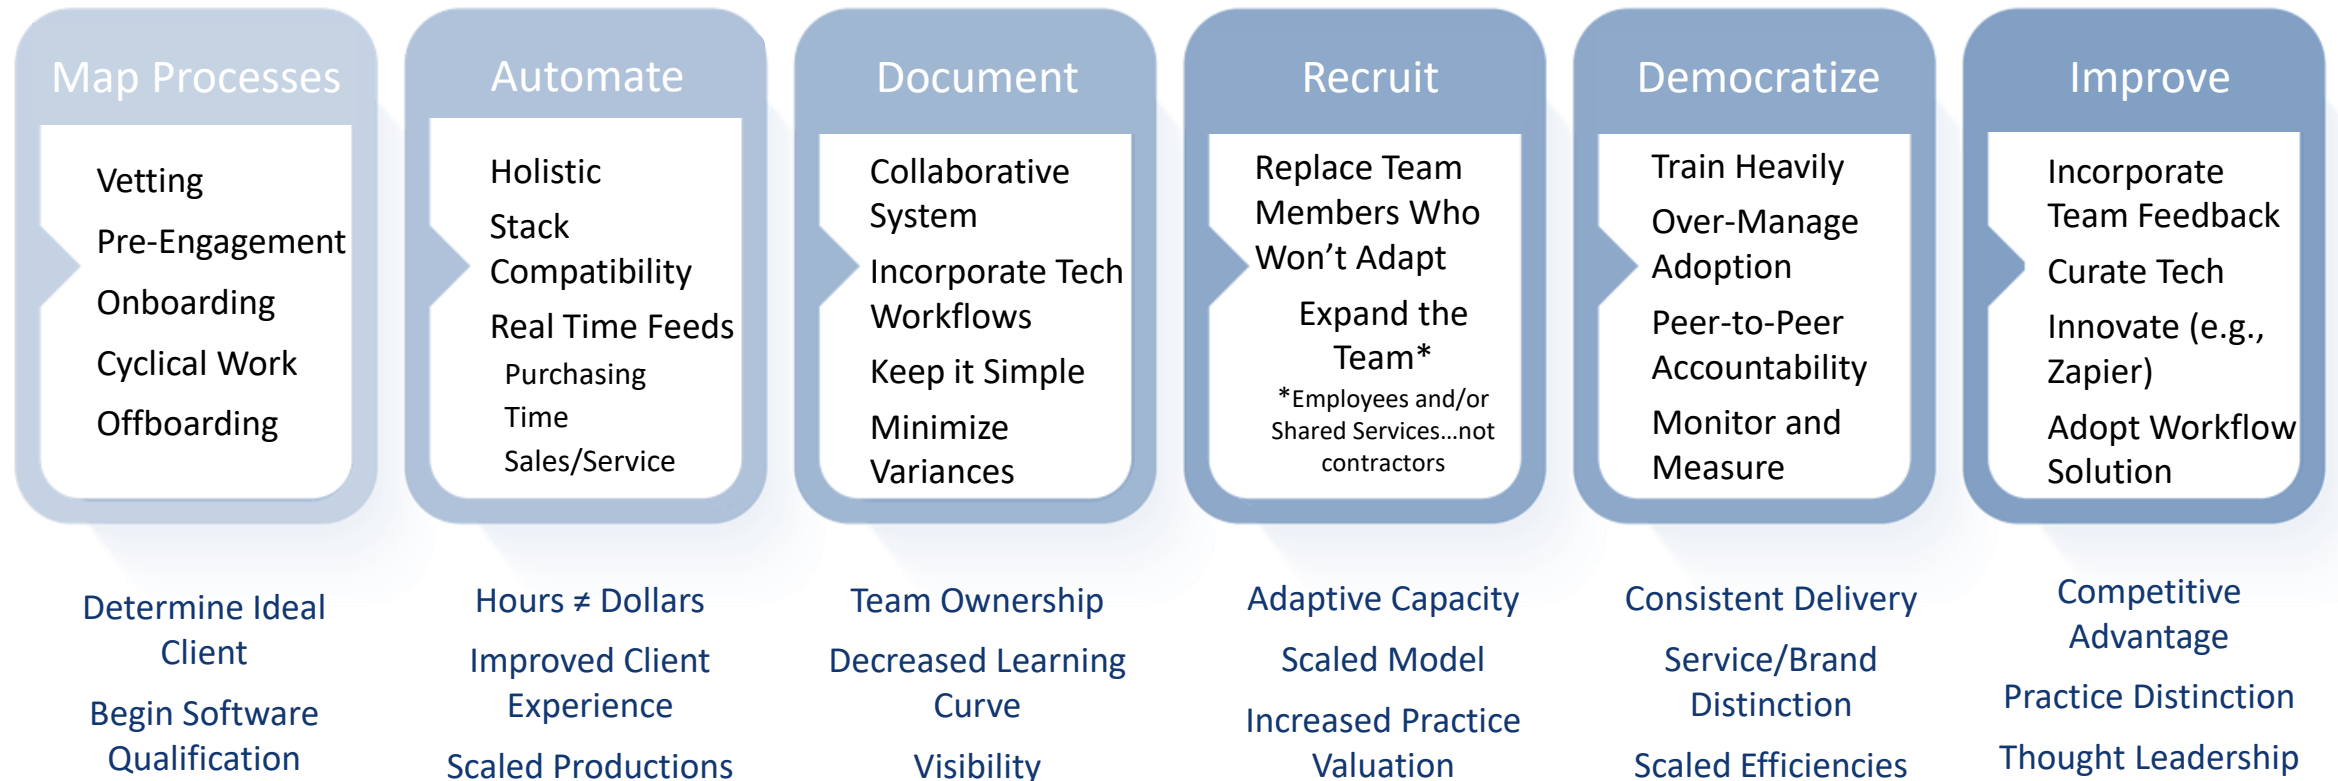 Map Processes
Vetting
Pre-Engagement
Onboarding
Cyclical Work
Offboarding
Determine Ideal
Client
Begin Software
Qualification
Automate
Holistic
Stack
Compatibility
Real Time Feeds
Purchasing
Time
Sales/Service
Hours ≠ Dollars
Improved Client
Experience
Scaled Productions
Document
Collaborative
System
Incorporate Tech
Workflows
Keep it Simple
Minimize
Variances
Team Ownership
Decreased Learning
Curve
Visibility
Recruit
Replace Team
Members Who
Won’t Adapt
Expand the
Team*
*Employees and/or
Shared Services…not
contractors
Adaptive Capacity
Scaled Model
Increased Practice
Valuation
Democratize
Train Heavily
Over-Manage
Adoption
Peer-to-Peer
Accountability
Monitor and
Measure
Consistent Delivery
Service/Brand
Distinction
Scaled Efficiencies
Improve
Incorporate
Team Feedback
Curate Tech
Innovate (e.g.,
Zapier)
Adopt Workflow
Solution
Competitive
Advantage
Practice Distinction
Thought Leadership